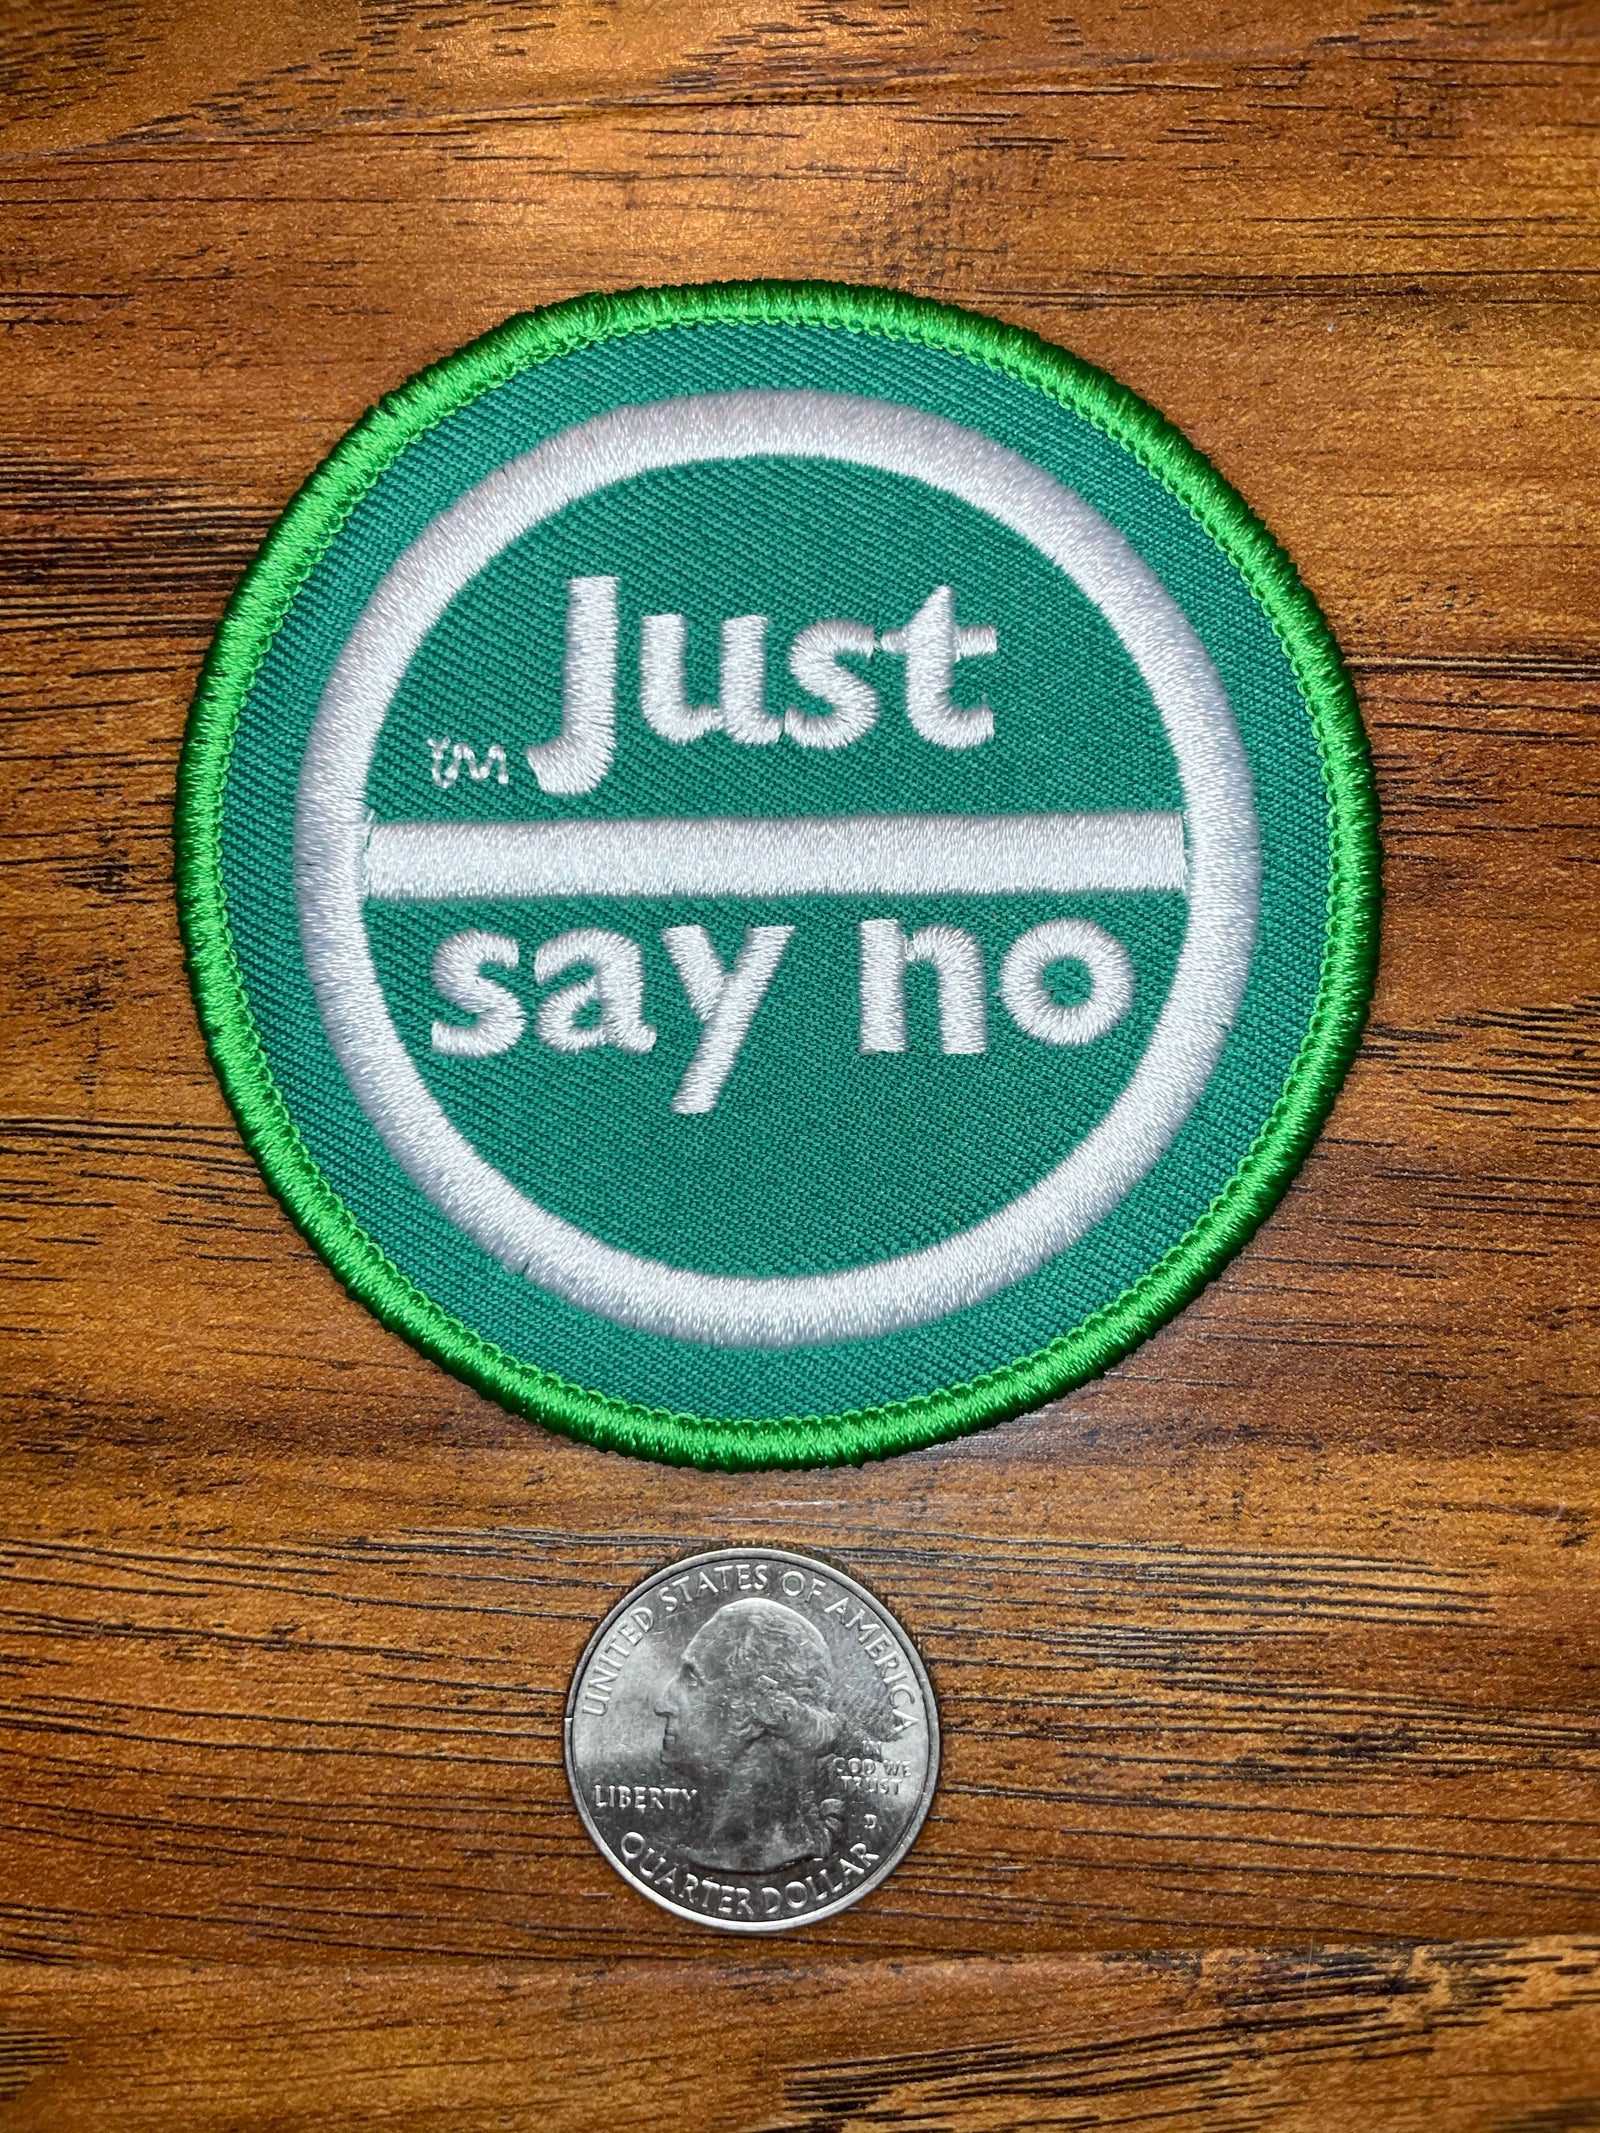 Just
TM
say no
UNITED STATES OF AMERICA
LIBERTY
IN
GOD WE
TRUST
D
QUARTER DOLLAR